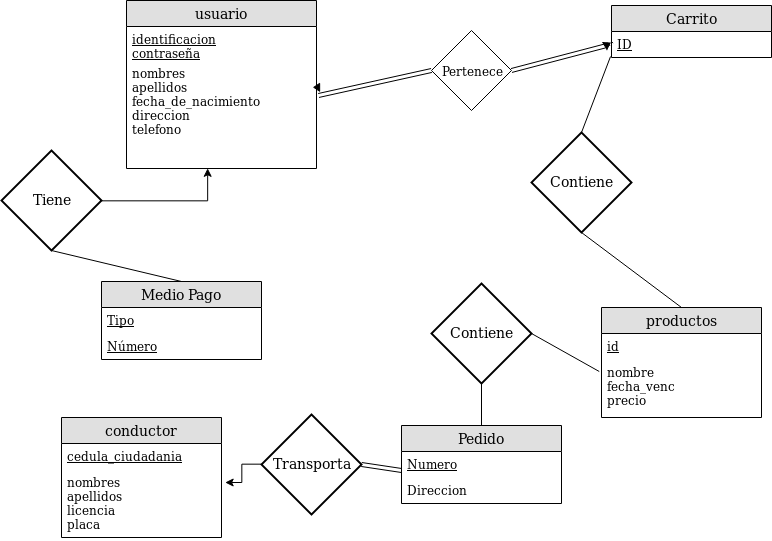 usuario
identificacion
contraseña
nombres
apellidos
fecha_de_nacimiento
direccion
telefono
Pertenece
Carrito
ID
Contiene
Tiene
Medio Pago
Tipo
Número
Contiene
productos
id
nombre
fecha_venc
precio
conductor
cedula_ciudadania
nombres
apellidos
licencia
placa
Transporta
Pedido
Numero
Direccion